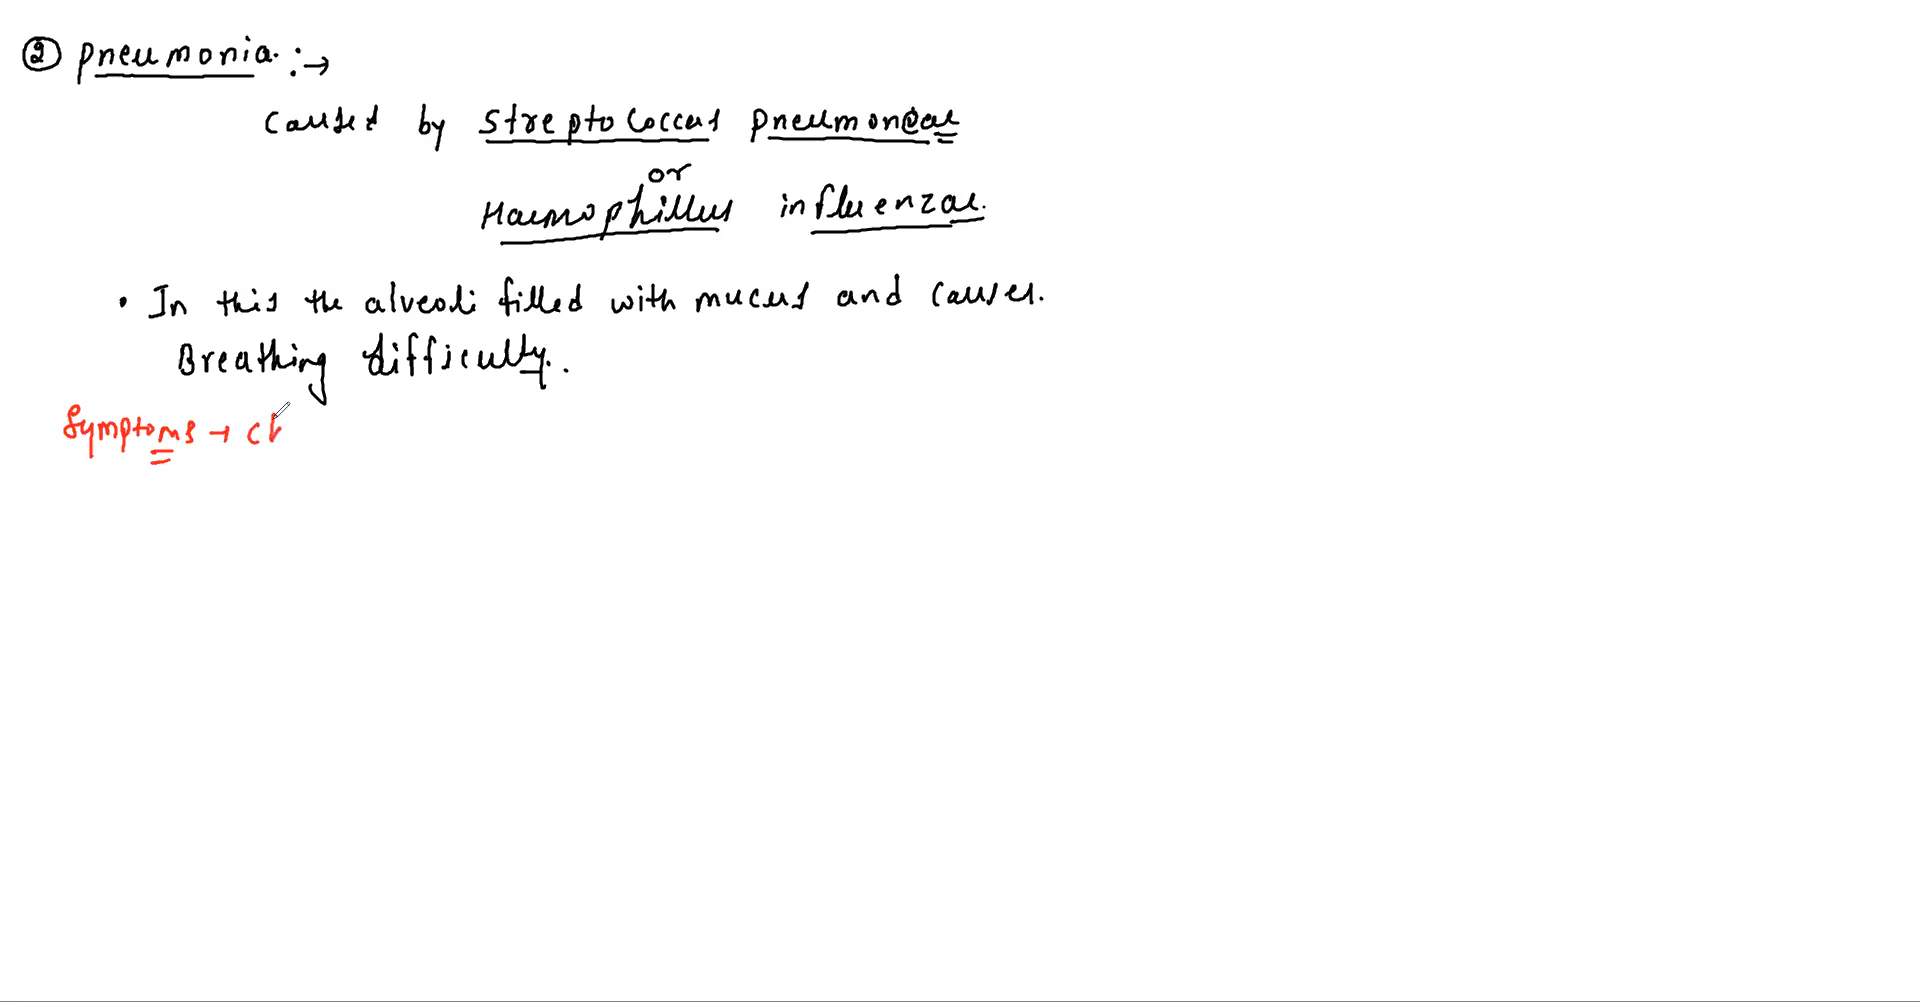 ② Pneumonia :→
Caused by Streptococcus Pneumoneae
or
Haemophillus influenzae.
• In this the alveoli filled with mucus and causes.
Breathing difficulty.
Symptoms → ch